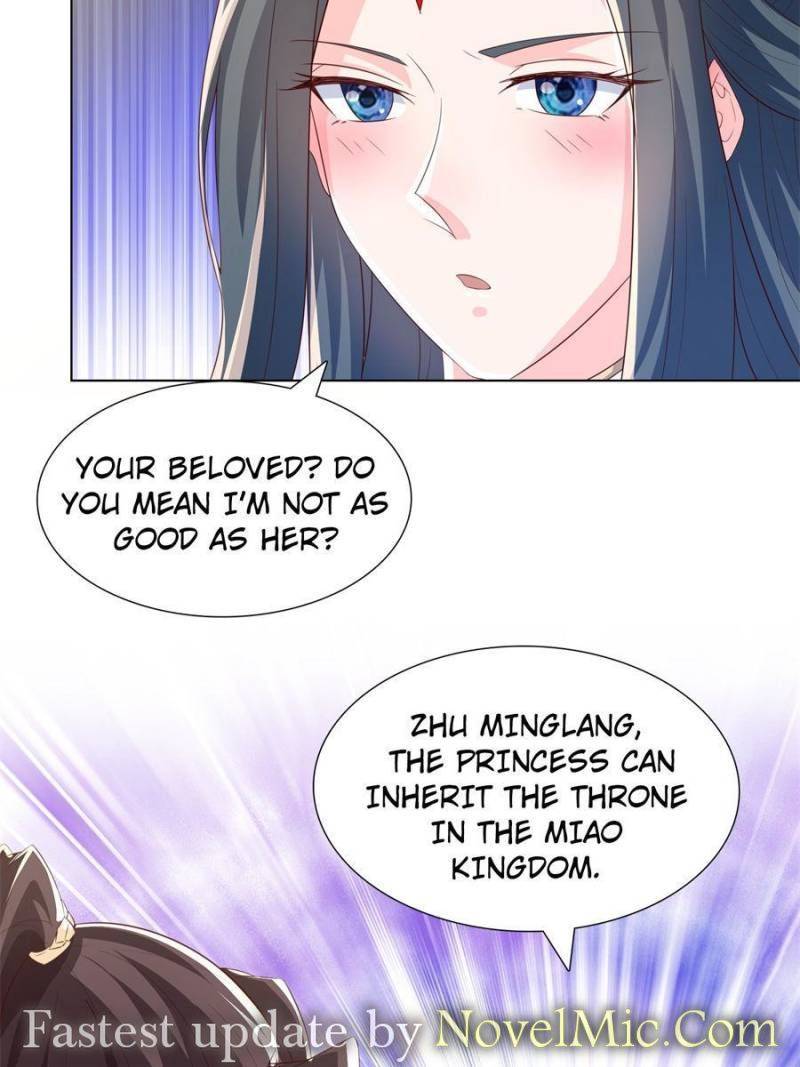 YOUR BELOVED? DO
YOU MEAN I'M NOT AS
GOOD AS HER?
ZHU MINGLANG,
THE PRINCESS CAN
INHERIT THE THRONE
IN THE MIAO
KINGDOM.
Fastest update by NovelMic.Com